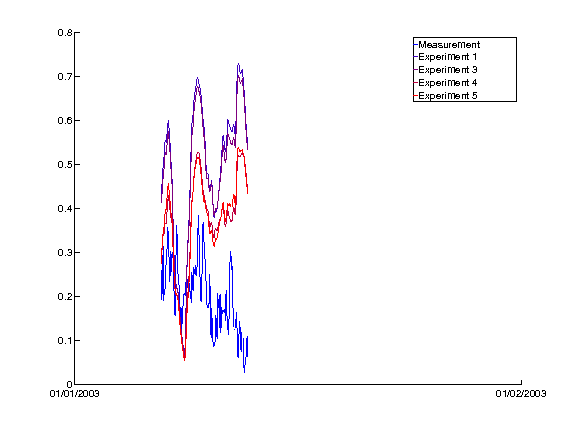 0.8
Measurement
Experiment 1
Experiment 3
Experiment 4
Experiment 5
0.7
0.6
0.5
0.4
0.3
0.2
0.1
0
01/01/2003 01/02/2003